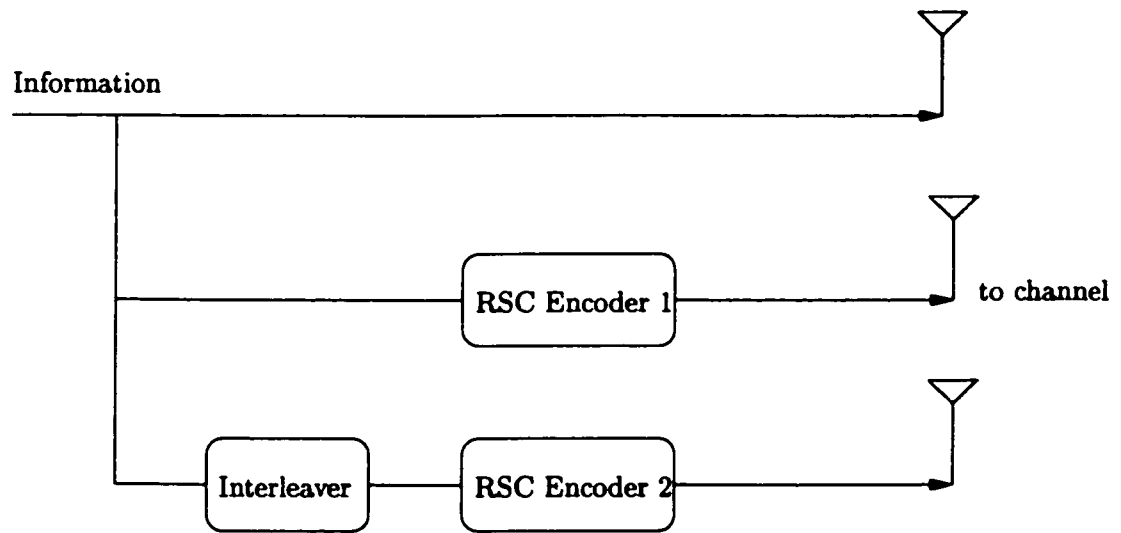 Information
RSC Encoder 1
to channel
Interleaver
RSC Encoder 2